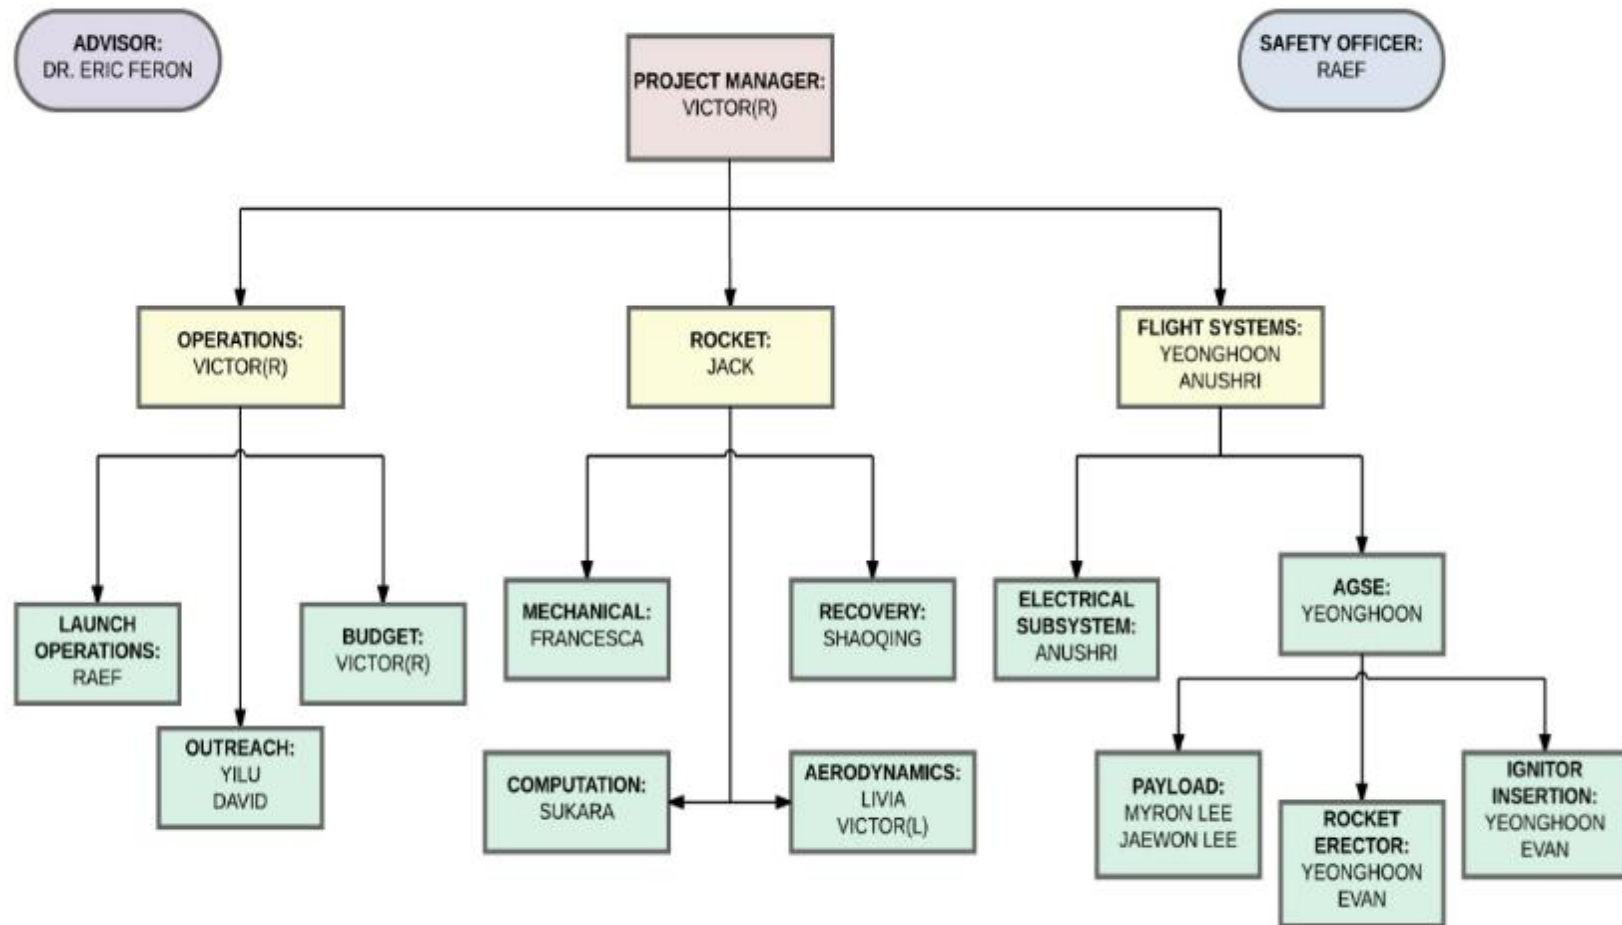 ADVISOR:
DR. ERIC FERON
PROJECT MANAGER:
VICTOR(R)
SAFETY OFFICER:
RAEF
OPERATIONS:
VICTOR(R)
ROCKET:
JACK
FLIGHT SYSTEMS:
YEONGHOON
ANUSHRI
LAUNCH
OPERATIONS:
RAEF
BUDGET:
VICTOR(R)
OUTREACH:
YILU
DAVID
MECHANICAL:
FRANCESCA
RECOVERY:
SHAOQING
COMPUTATION:
SUKARA
AERODYNAMICS:
LIVIA
VICTOR(L)
ELECTRICAL
SUBSYSTEM:
ANUSHRI
AGSE:
YEONGHOON
PAYLOAD:
MYRON LEE
JAEWON LEE
ROCKET
ERECTOR:
YEONGHOON
EVAN
IGNITOR
INSERTION:
YEONGHOON
EVAN